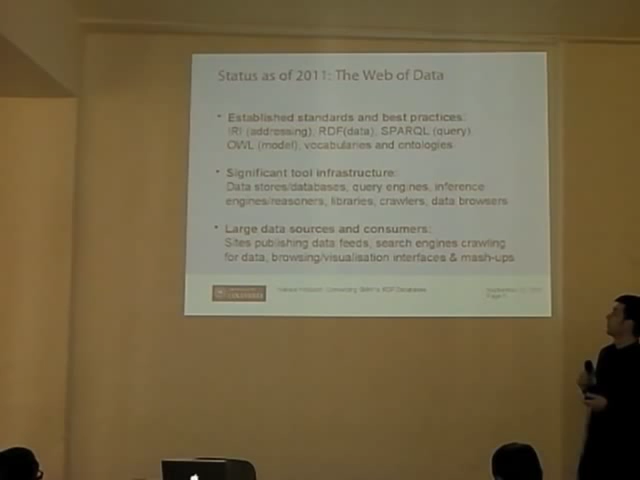 Status as of 2011: The Web of Data
• Established standards and best practices:
IRI (addressing), RDF(data), SPARQL (query),
OWL (model), vocabularies and ontologies
• Significant tool infrastructure:
Data stores/databases, query engines, inference
engines/reasoners, libraries, crawlers, data browsers
• Large data sources and consumers:
Sites publishing data feeds, search engines crawling
for data, browsing/visualisation interfaces & mash-ups
RDF Databases
Page